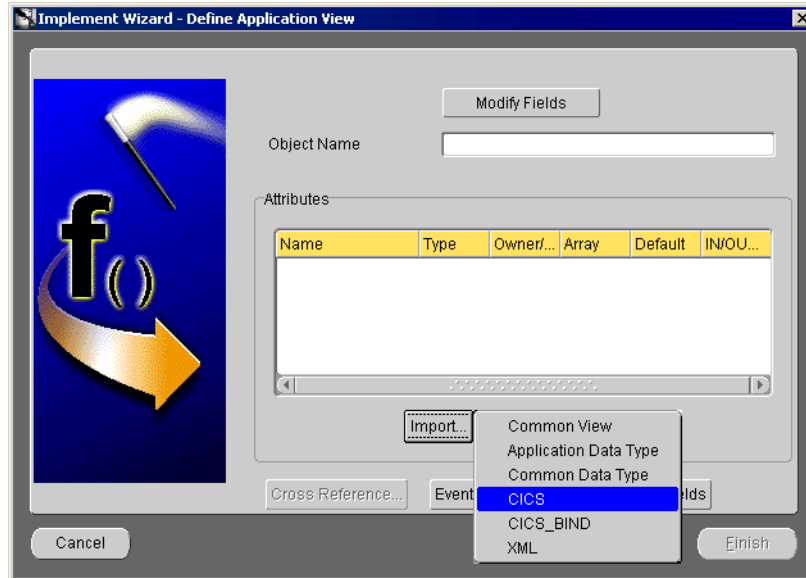 Implement Wizard - Define Application View
Modify Fields
Object Name
Attributes
Name Type Owner/... Array Default IN/OU...
f()
Import...
Common View
Application Data Type
Common Data Type
CICS
CICS_BIND
XML
Cross Reference... Event lds
Cancel Finish